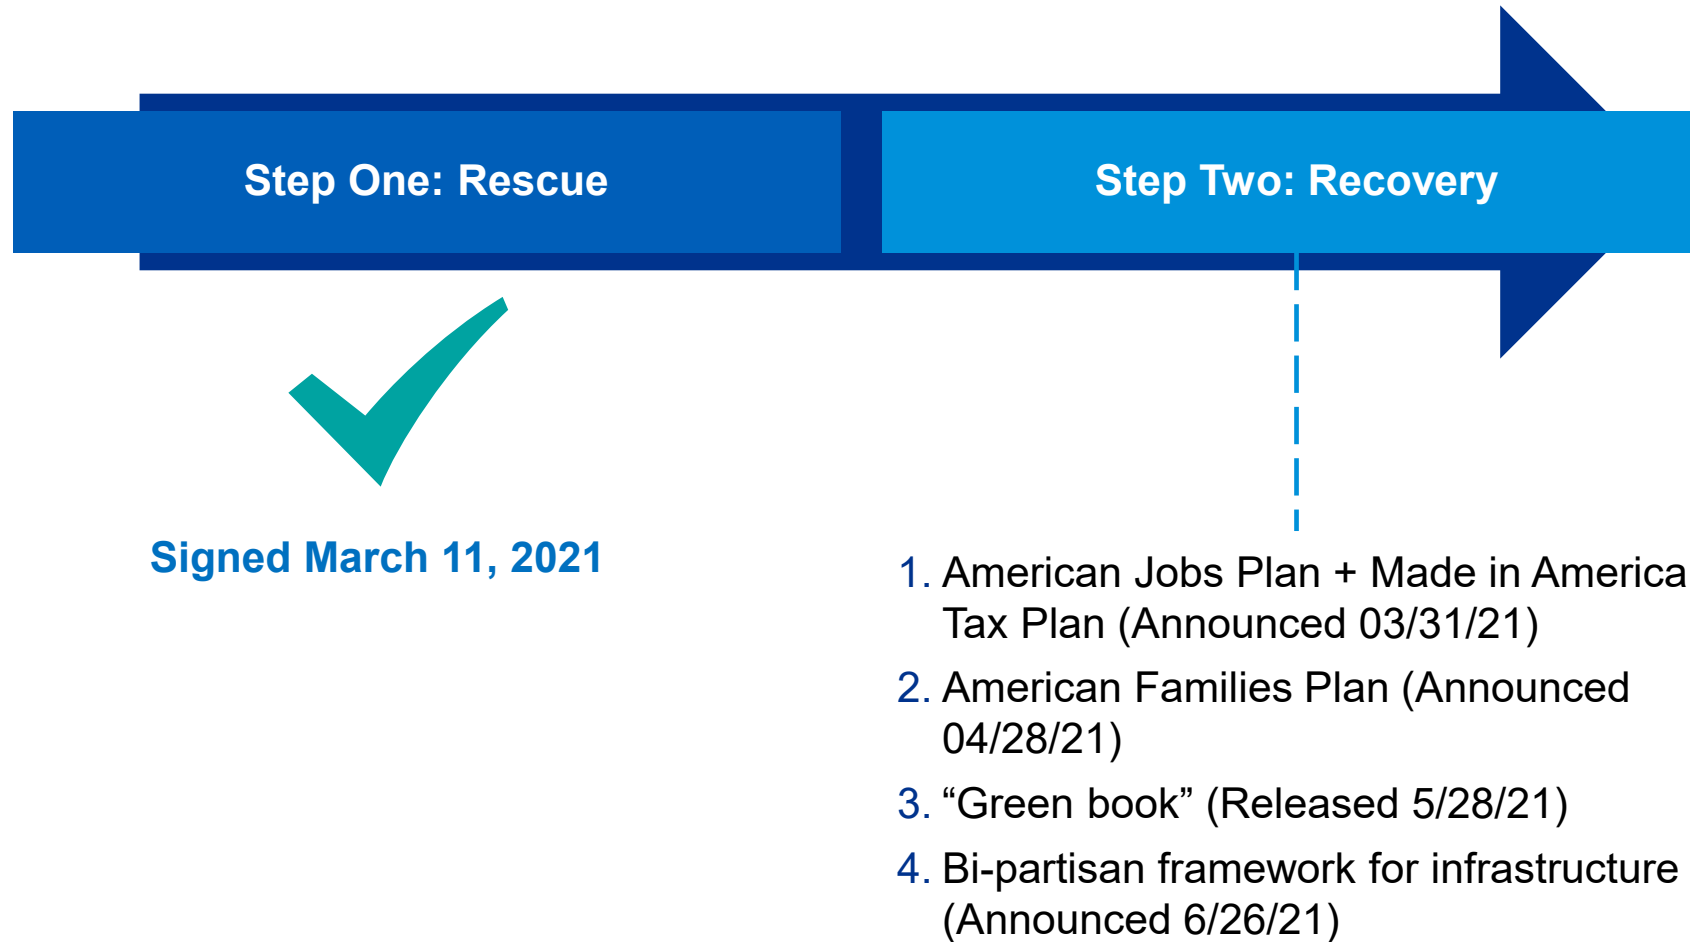 Step One: Rescue
Step Two: Recovery
Signed March 11, 2021
1. American Jobs Plan + Made in America
Tax Plan (Announced 03/31/21)
2. American Families Plan (Announced
04/28/21)
3. “Green book” (Released 5/28/21)
4. Bi-partisan framework for infrastructure
(Announced 6/26/21)